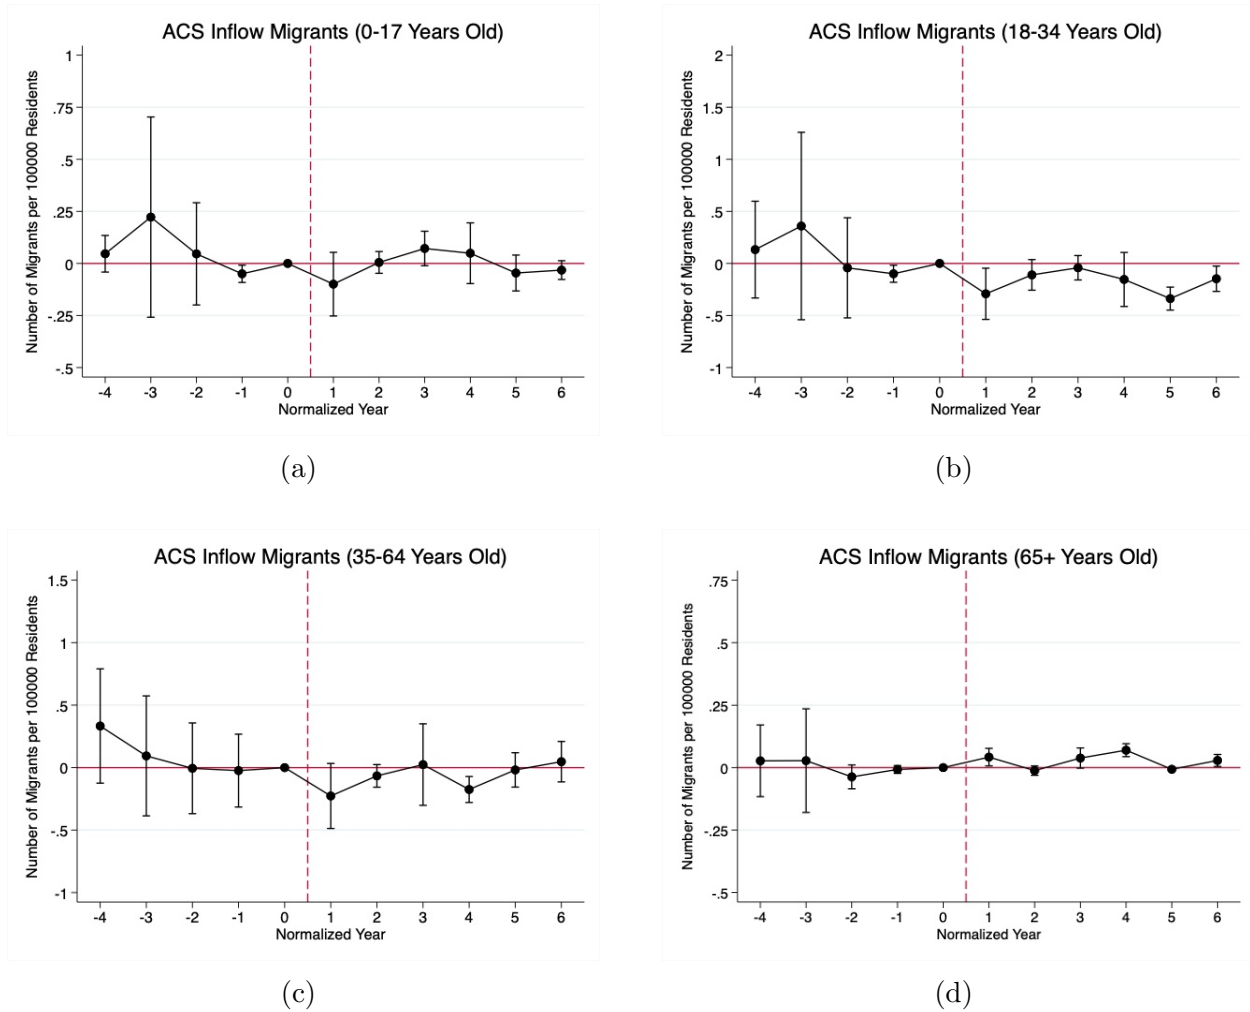 ACS Inflow Migrants (0-17 Years Old)
Number of Migrants per 100000 Residents
1
.75
.5
.25
0
-.25
-.5
-4 -3 -2 -1 0 1 2 3 4 5 6
Normalized Year
(a)
ACS Inflow Migrants (18-34 Years Old)
Number of Migrants per 100000 Residents
2
1.5
1
.5
0
-.5
-1
-4 -3 -2 -1 0 1 2 3 4 5 6
Normalized Year
(b)
ACS Inflow Migrants (35-64 Years Old)
Number of Migrants per 100000 Residents
1.5
1
.5
0
-.5
-1
-4 -3 -2 -1 0 1 2 3 4 5 6
Normalized Year
(c)
ACS Inflow Migrants (65+ Years Old)
Number of Migrants per 100000 Residents
.75
.5
.25
0
-.25
-.5
-4 -3 -2 -1 0 1 2 3 4 5 6
Normalized Year
(d)